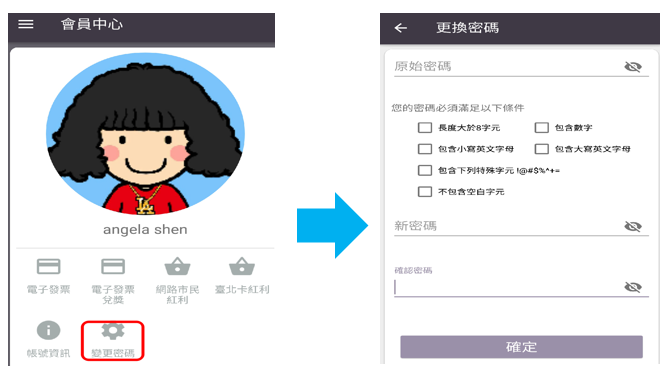 會員中心
angela shen
電子發票
電子發票
兌獎
網路市民
紅利
臺北卡紅利
帳號資訊
變更密碼
更換密碼
原始密碼
您的密碼必須滿足以下條件
長度大於8字元
包含數字
包含小寫英文字母
包含大寫英文字母
包含下列特殊字元 !@#$%^+=
不包含空白字元
新密碼
確認密碼
確定